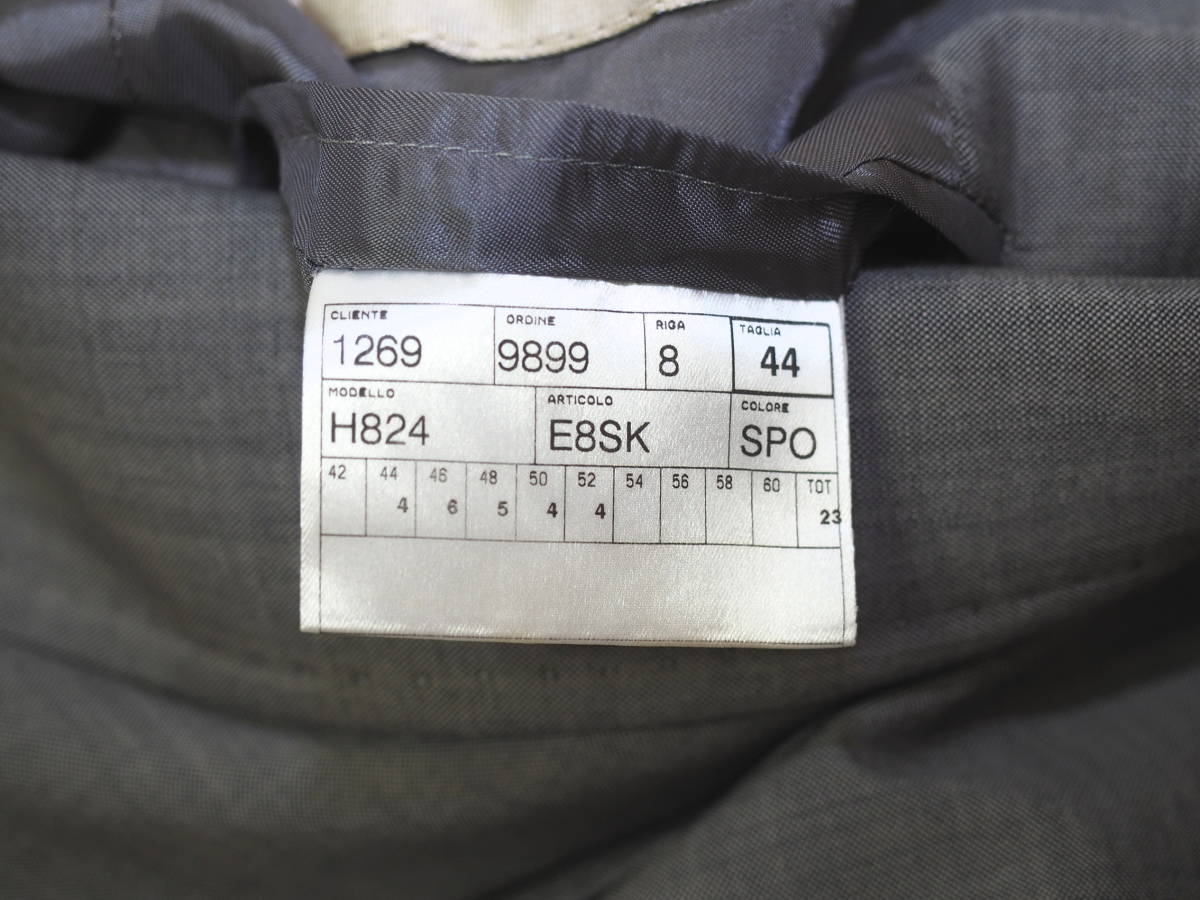 CLIENTE ORDINE RIGA TAGLIA
1269 9899 8 44
MODELLO ARTICOLO COLORE
H824 E8SK SPO
42 44 46 48 50 52 54 56 58 60 TOT
4 6 5 4 4 23